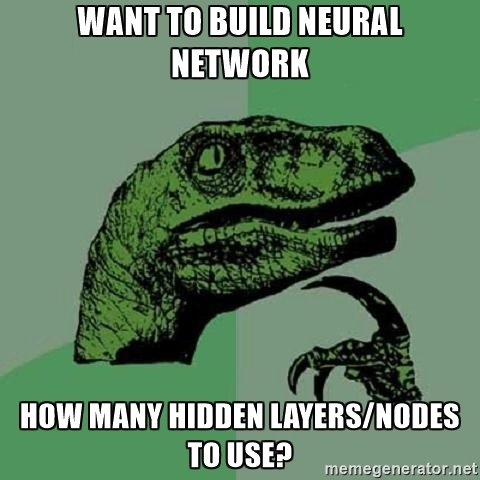 WANT TO BUILD NEURAL
NETWORK
HOW MANY HIDDEN LAYERS/NODES
TO USE?
memegenerator.net